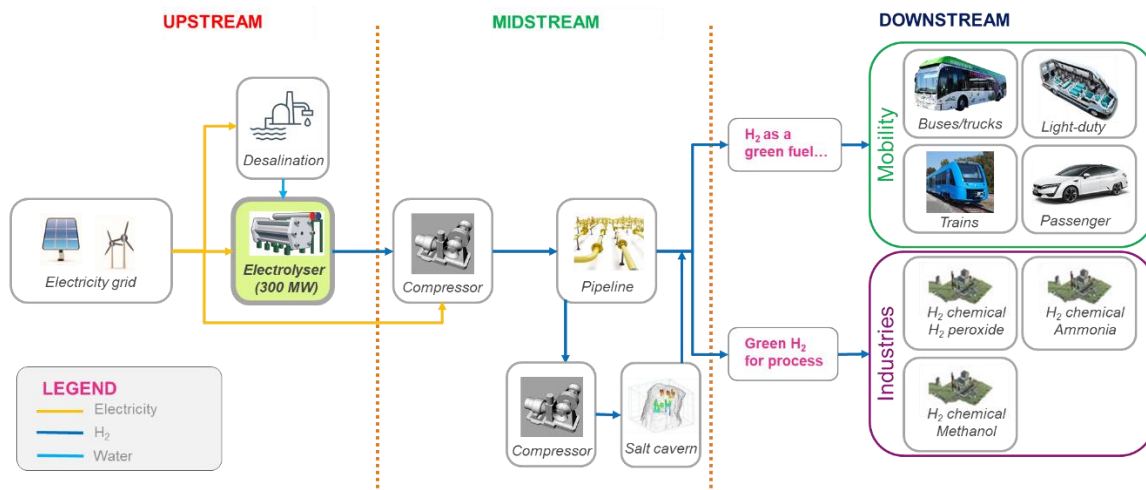 UPSTREAM
MIDSTREAM
DOWNSTREAM
Desalination
Electricity grid
Electrolyser
(300 MW)
Compressor
Pipeline
Compressor
Salt cavern
H₂ as a
green fuel…
Green H₂
for process
Mobility
Buses/trucks
Light-duty
Trains
Passenger
Industries
H₂ chemical
H₂ peroxide
H₂ chemical
Ammonia
H₂ chemical
Methanol
LEGEND
Electricity
H₂
Water